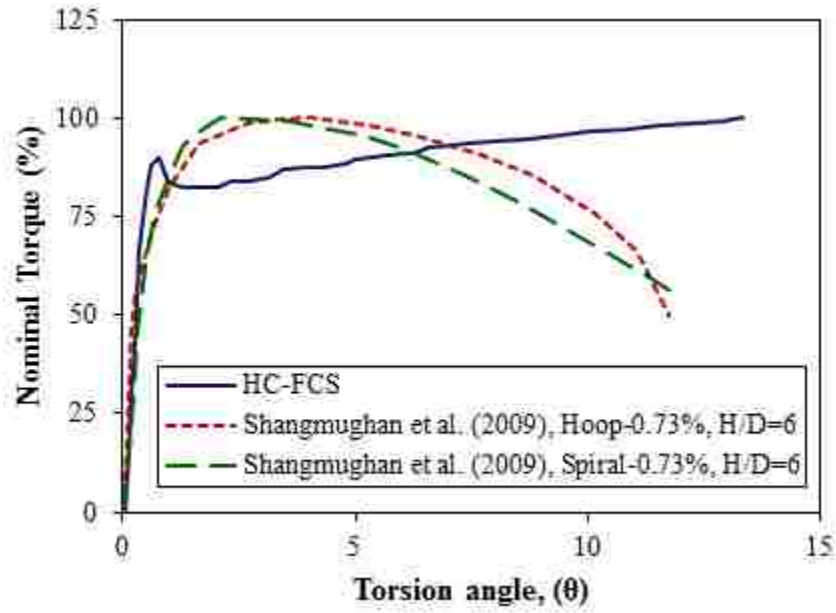 125
100
75
50
25
0
Nominal Torque (%)
HC-FCS
Shangmughan et al. (2009), Hoop-0.73%, H/D=6
Shangmughan et al. (2009), Spiral-0.73%, H/D=6
0 5 10 15
Torsion angle, (θ)